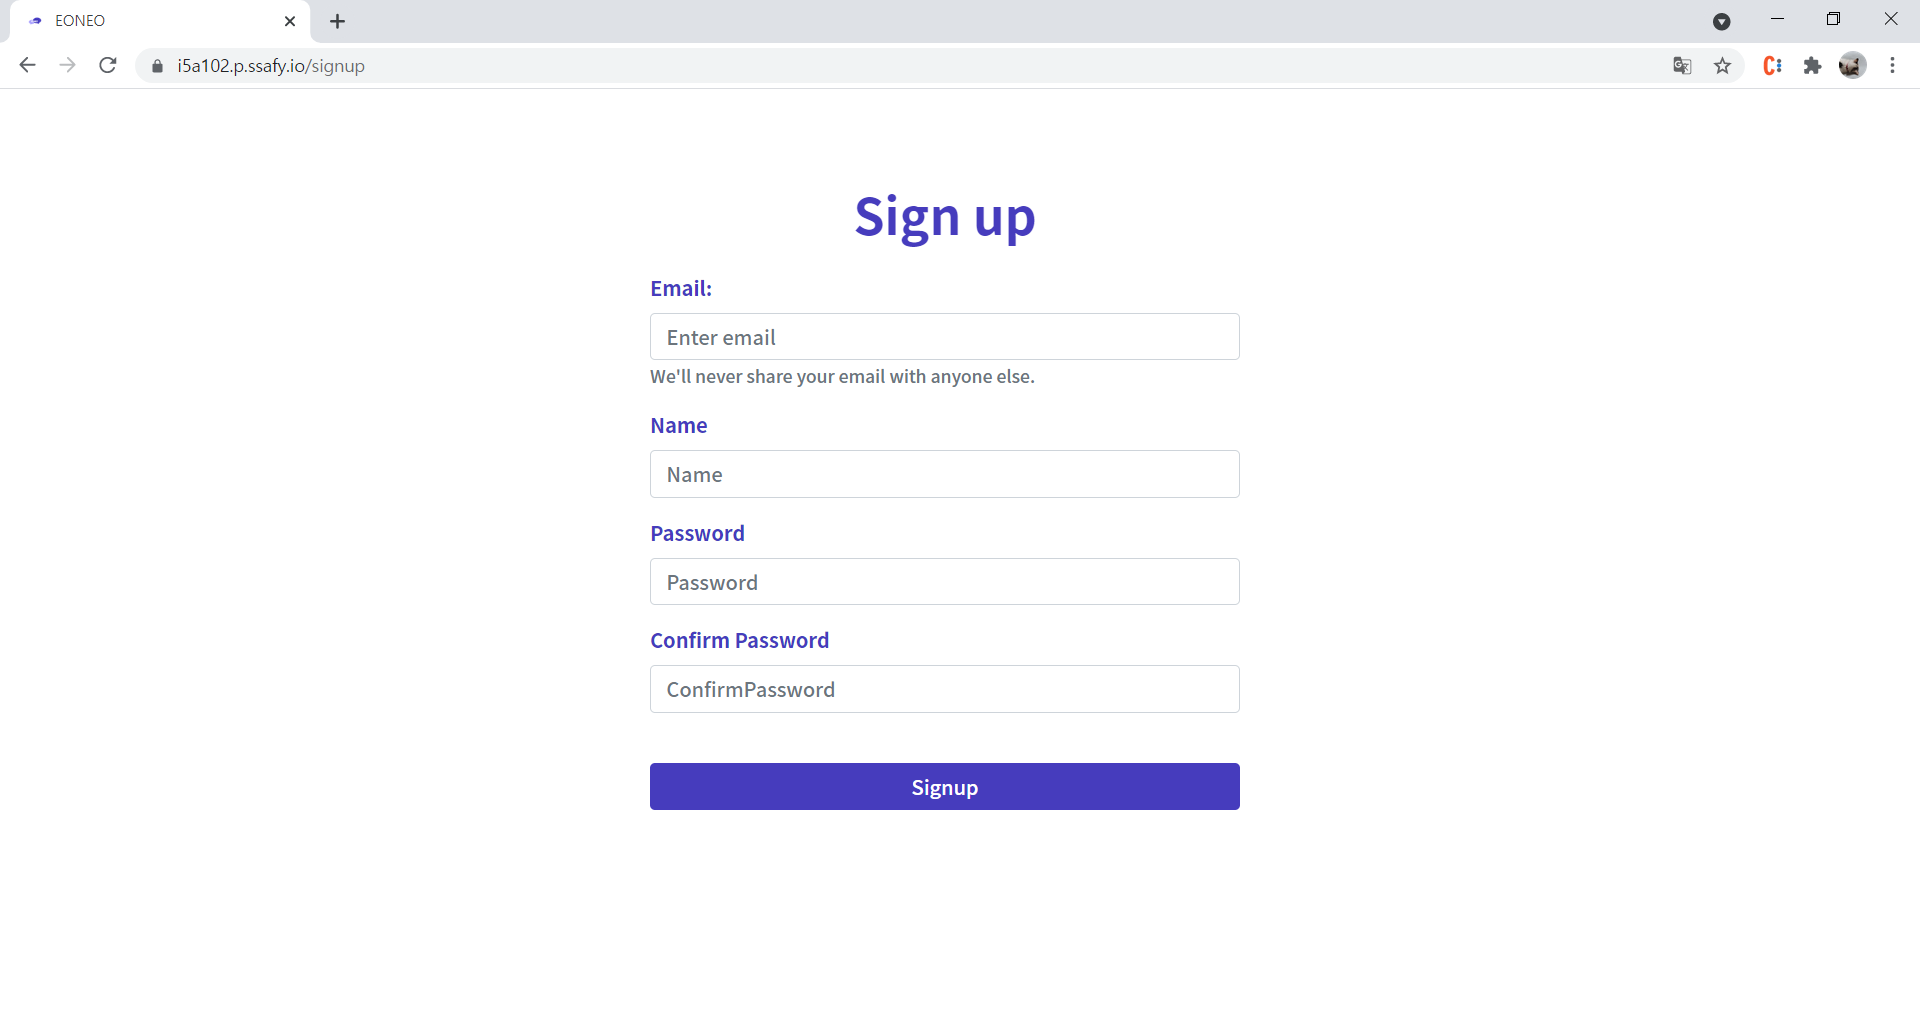 EONEO
i5a102.p.ssafy.io/signup
Sign up
Email:
Enter email
We'll never share your email with anyone else.
Name
Name
Password
Password
Confirm Password
ConfirmPassword
Signup